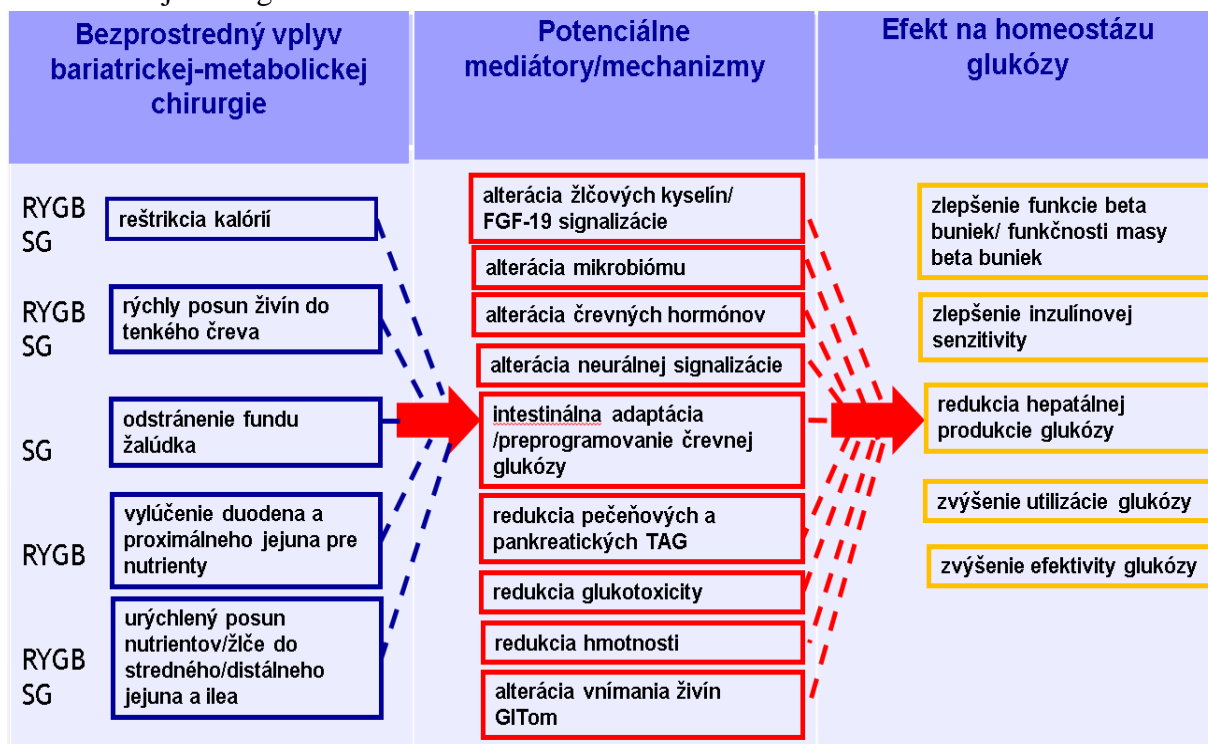 Bezprostredný vplyv
bariatrickej-metabolickej
chirurgie
Potenciálne
mediátory/mechanizmy
Efekt na homeostázu
glukózy
RYGB
SG
reštrikcia kalórií
RYGB
SG
rýchly posun živín do
tenkého čreva
SG
odstránenie fundu
žalúdka
RYGB
vylúčenie duodena a
proximálneho jejuna pre
nutrienty
RYGB
SG
urýchlený posun
nutrientov/žlče do
stredného/distálneho
jejuna a ilea
alterácia žlčových kyselín/
FGF-19 signalizácie
alterácia mikrobiómu
alterácia črevných hormónov
alterácia neurálnej signalizácie
intestinálna adaptácia
/preprogramovanie črevnej
glukózy
redukcia pečeňových a
pankreatických TAG
redukcia glukotoxicity
redukcia hmotnosti
alterácia vnímania živín
GITom
zlepšenie funkcie beta
buniek/ funkčnosti masy
beta buniek
zlepšenie inzulínovej
senzitivity
redukcia hepatálnej
produkcie glukózy
zvýšenie utilizácie glukózy
zvýšenie efektivity glukózy